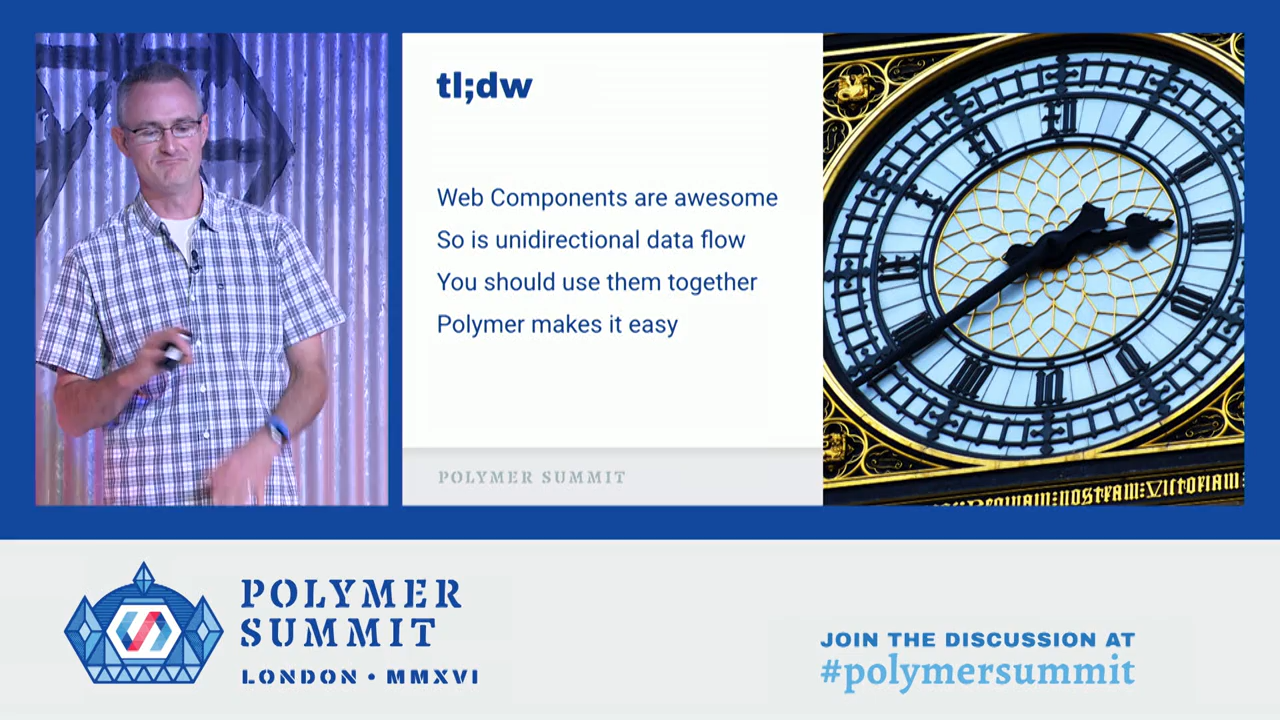 tl;dw
Web Components are awesome
So is unidirectional data flow
You should use them together
Polymer makes it easy
POLYMER SUMMIT
POLYMER
SUMMIT
LONDON • MMXVI
JOIN THE DISCUSSION AT
#polymersummit